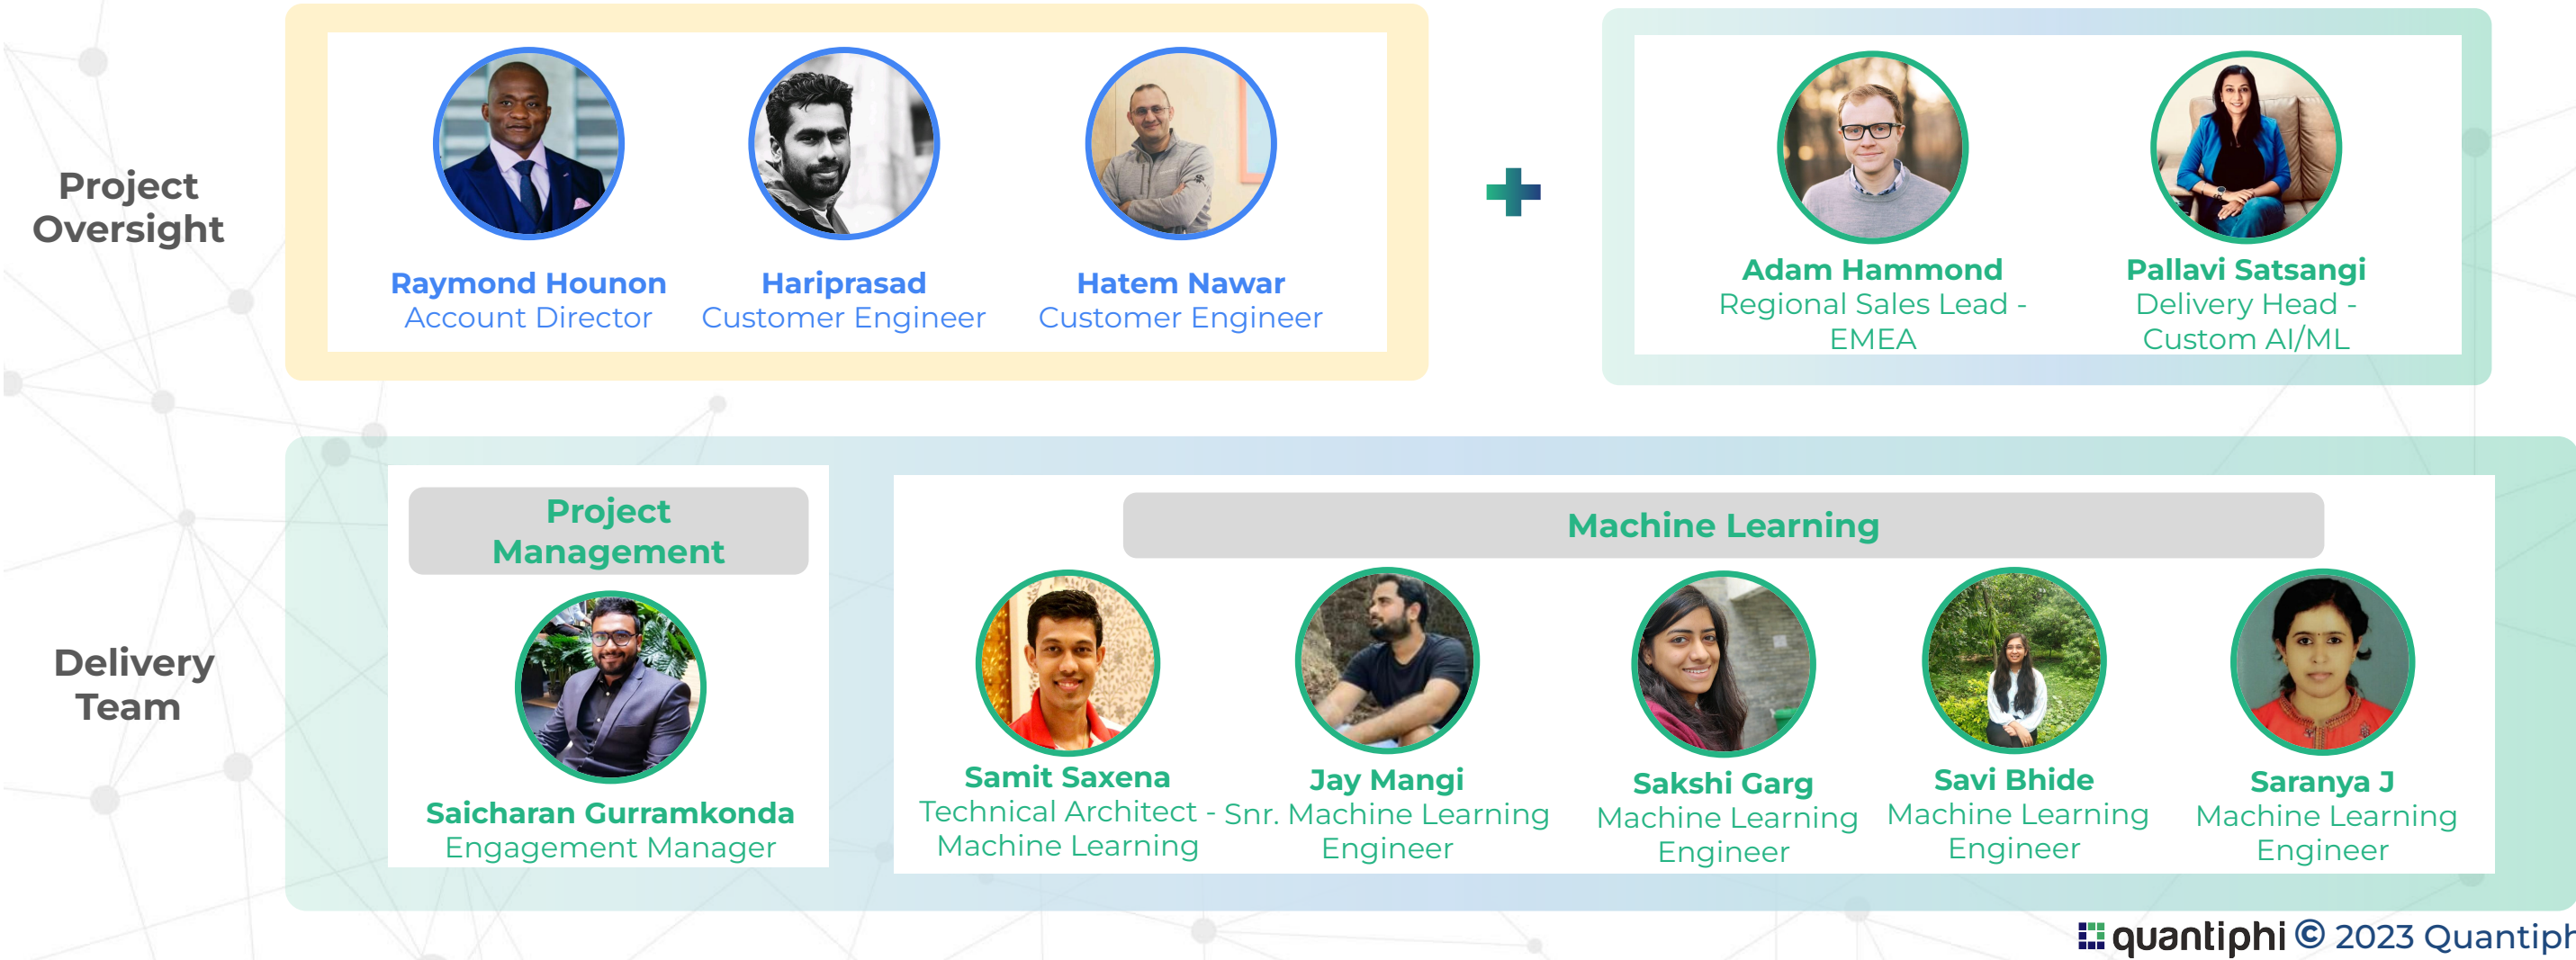 Project
Oversight
Raymond Hounon
Account Director
Hariprasad
Customer Engineer
Hatem Nawar
Customer Engineer
Adam Hammond
Regional Sales Lead -
EMEA
Pallavi Satsangi
Delivery Head -
Custom AI/ML
Delivery
Team
Project
Management
Saicharan Gurramkonda
Engagement Manager
Machine Learning
Samit Saxena
Technical Architect -
Machine Learning
Jay Mangi
Snr. Machine Learning
Engineer
Sakshi Garg
Machine Learning
Engineer
Savi Bhide
Machine Learning
Engineer
Saranya J
Machine Learning
Engineer
quantiphi © 2023 Quantiph